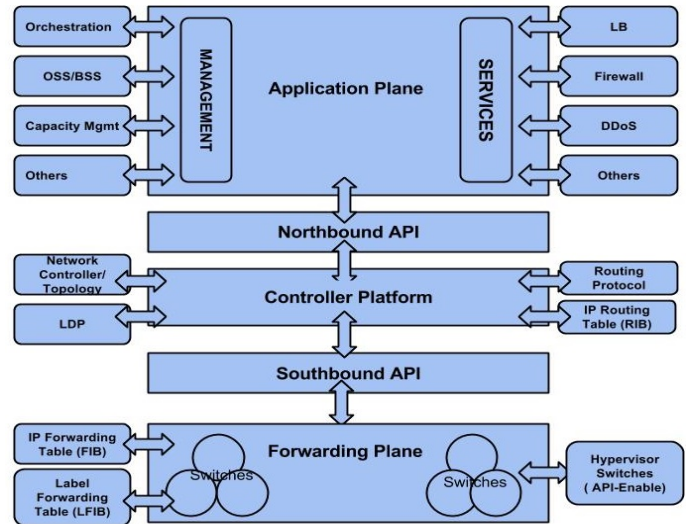 Orchestration
OSS/BSS
Capacity Mgmt
Others
MANAGEMENT
Application Plane
SERVICES
LB
Firewall
DDoS
Others
Northbound API
Network
Controller/
Topology
LDP
Controller Platform
Routing
Protocol
IP Routing
Table (RIB)
Southbound API
IP Forwarding
Table (FIB)
Label
Forwarding
Table (LFIB)
Forwarding Plane
Switches
Switches
Hypervisor
Switches
( API-Enable)